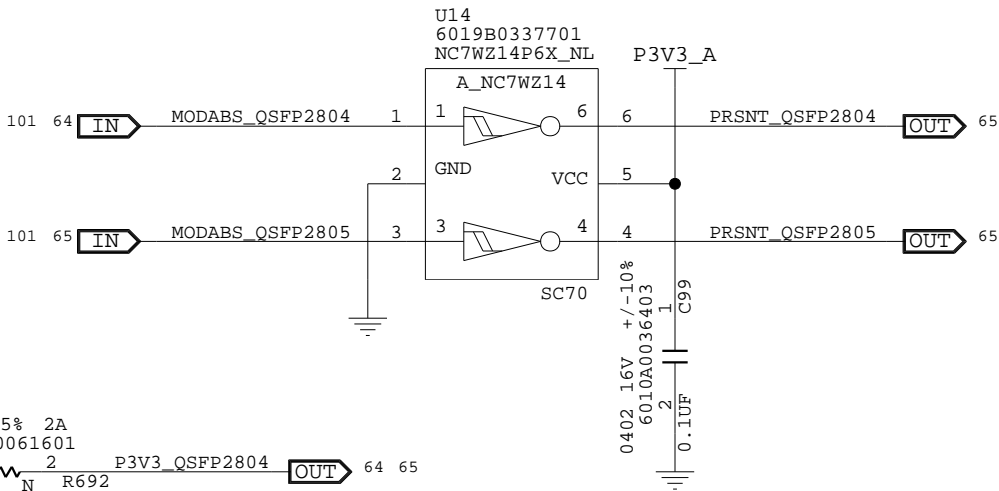 U14
6019B0337701
NC7WZ14P6X_NL
P3V3_A
A_NC7WZ14
101 64 IN MODABS_QSFP2804 1 1 6 6 PRSNT_QSFP2804 OUT 65
2 GND VCC 5
101 65 IN MODABS_QSFP2805 3 3 4 4 PRSNT_QSFP2805 OUT 65
SC70
0402 16V +/-10%
6010A0036403
1 2
C99
0.1UF
5% 2A
0061601
2 P3V3_QSFP2804 OUT 64 65
N R692